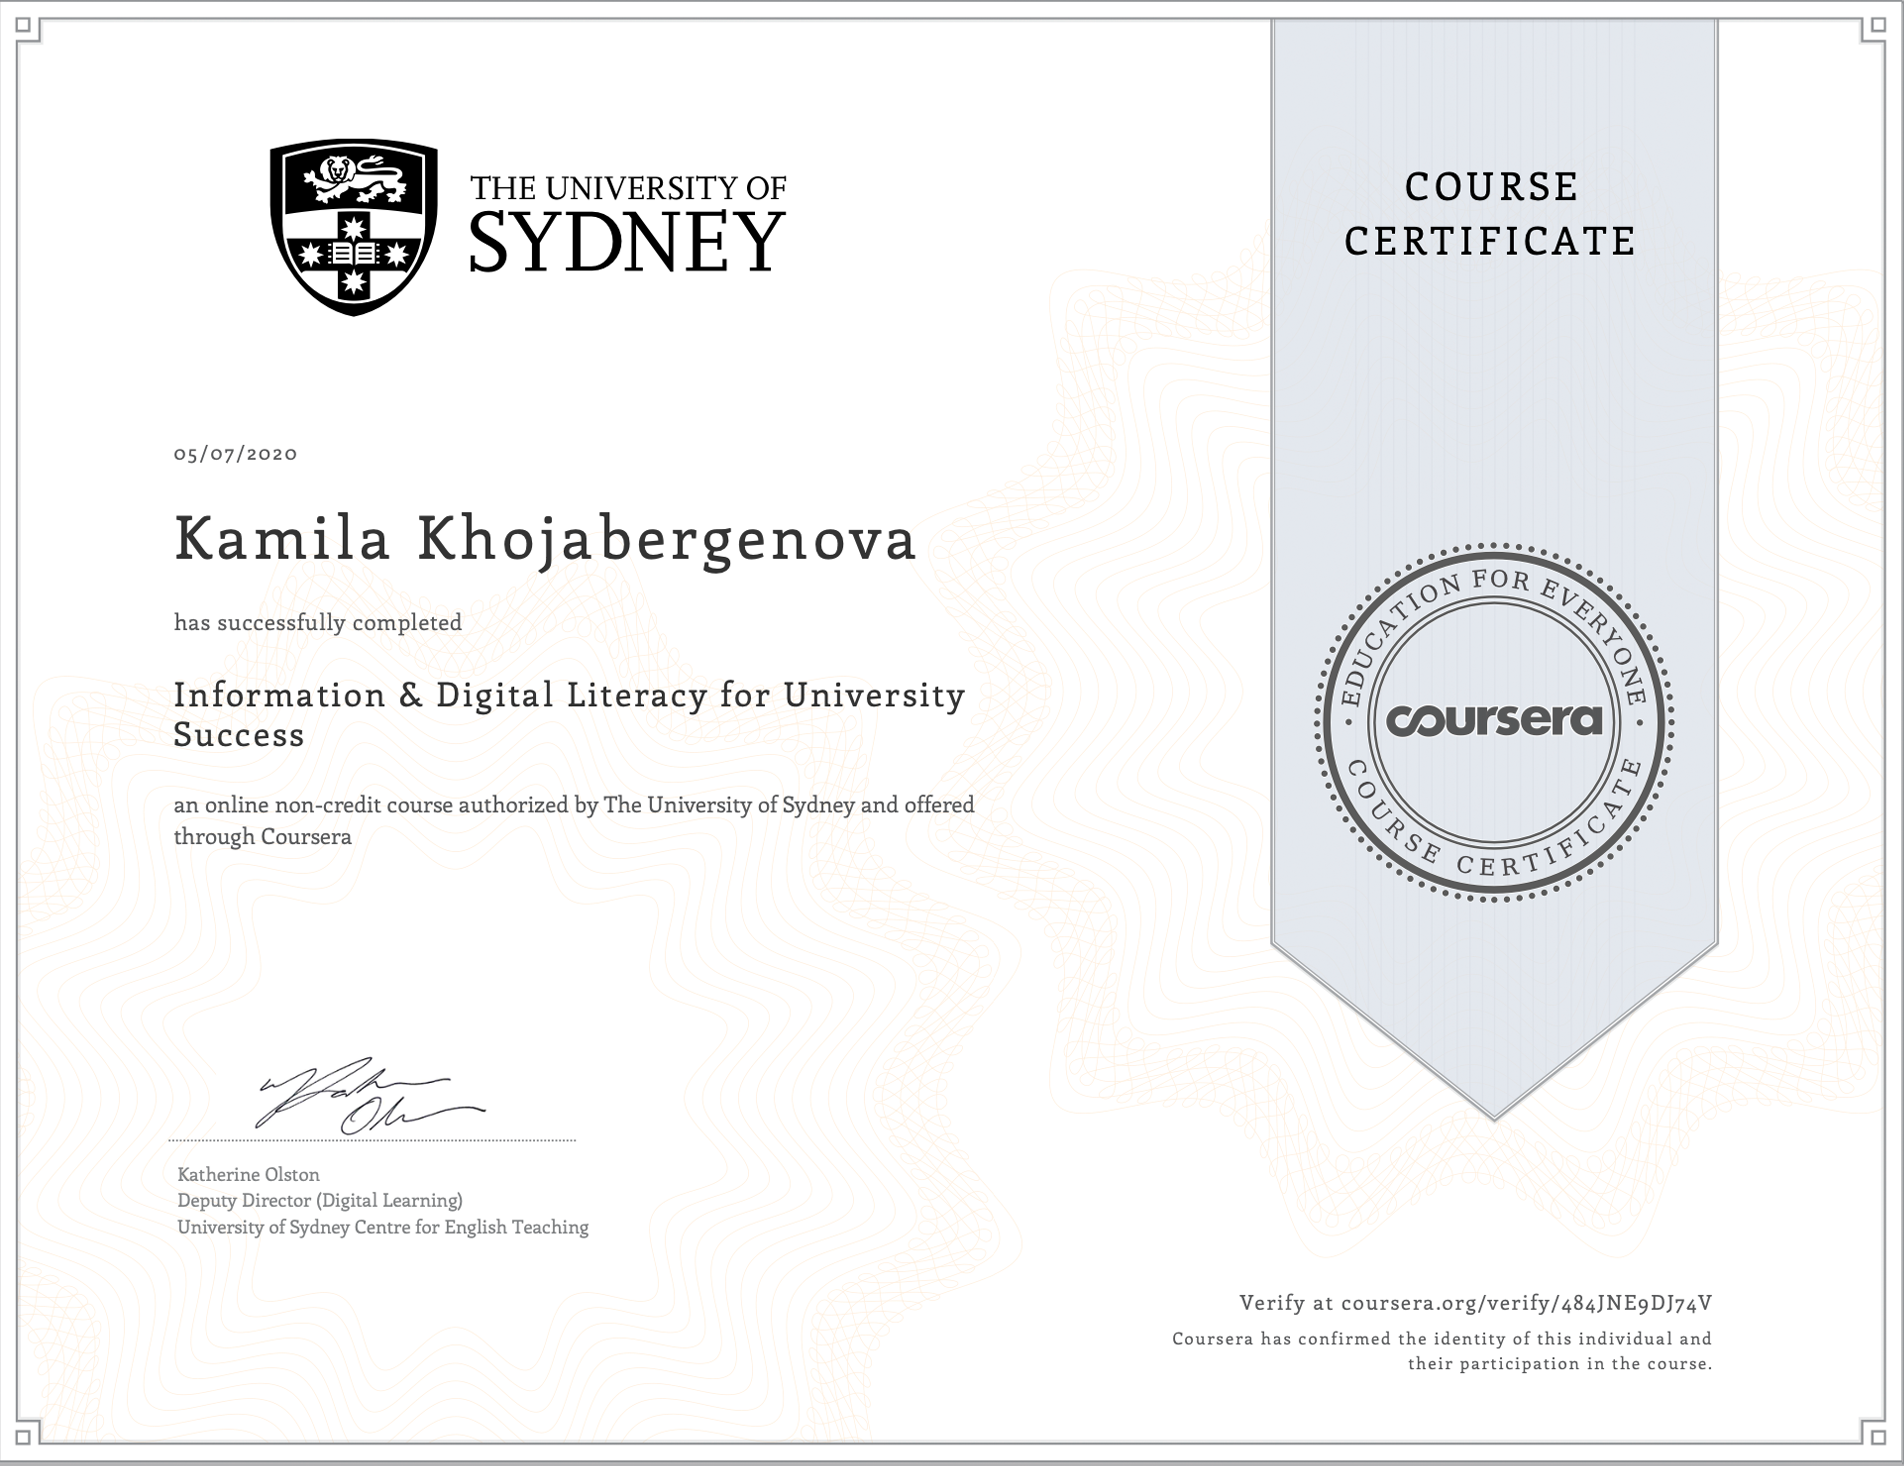 THE UNIVERSITY OF
SYDNEY
COURSE
CERTIFICATE
05/07/2020
Kamila Khojabergenova
has successfully completed
Information & Digital Literacy for University
Success
an online non-credit course authorized by The University of Sydney and offered
through Coursera
EDUCATION FOR EVERYONE
coursera
COURSE CERTIFICATE
Katherine Olston
Deputy Director (Digital Learning)
University of Sydney Centre for English Teaching
Verify at coursera.org/verify/484JNE9DJ74V
Coursera has confirmed the identity of this individual and
their participation in the course.